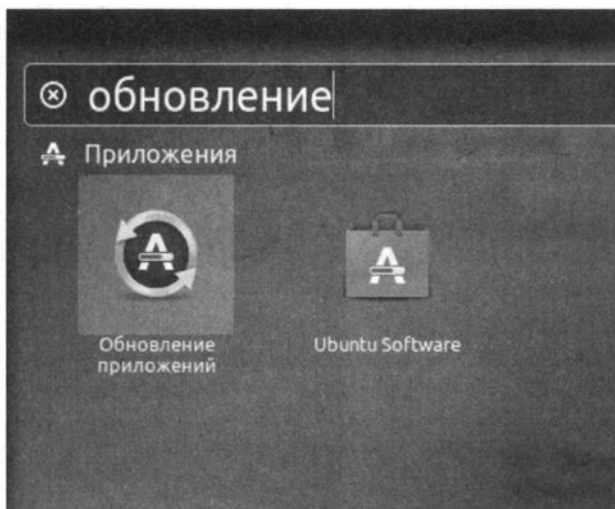 обновление
Приложения
Обновление
приложений
Ubuntu Software